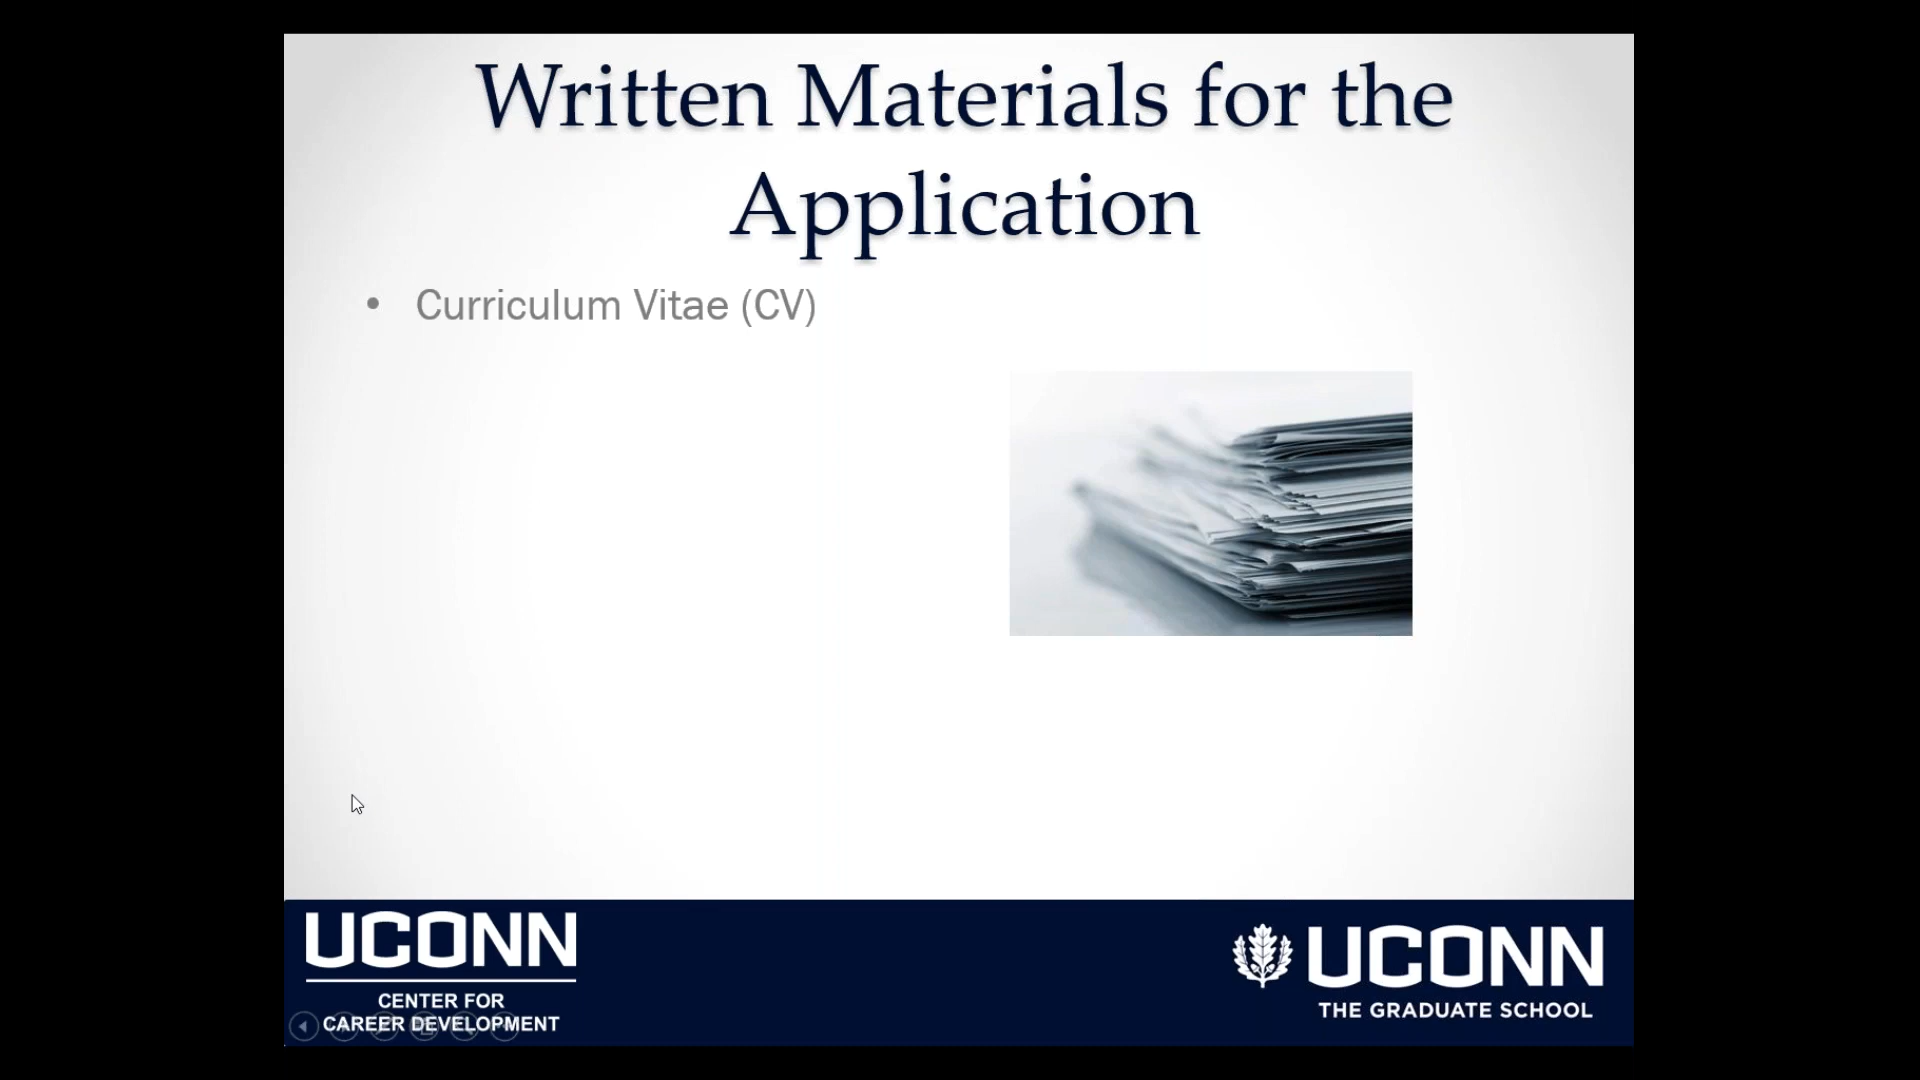 Written Materials for the
Application
• Curriculum Vitae (CV)
UCONN
CENTER FOR
CAREER DEVELOPMENT
UCONN
THE GRADUATE SCHOOL